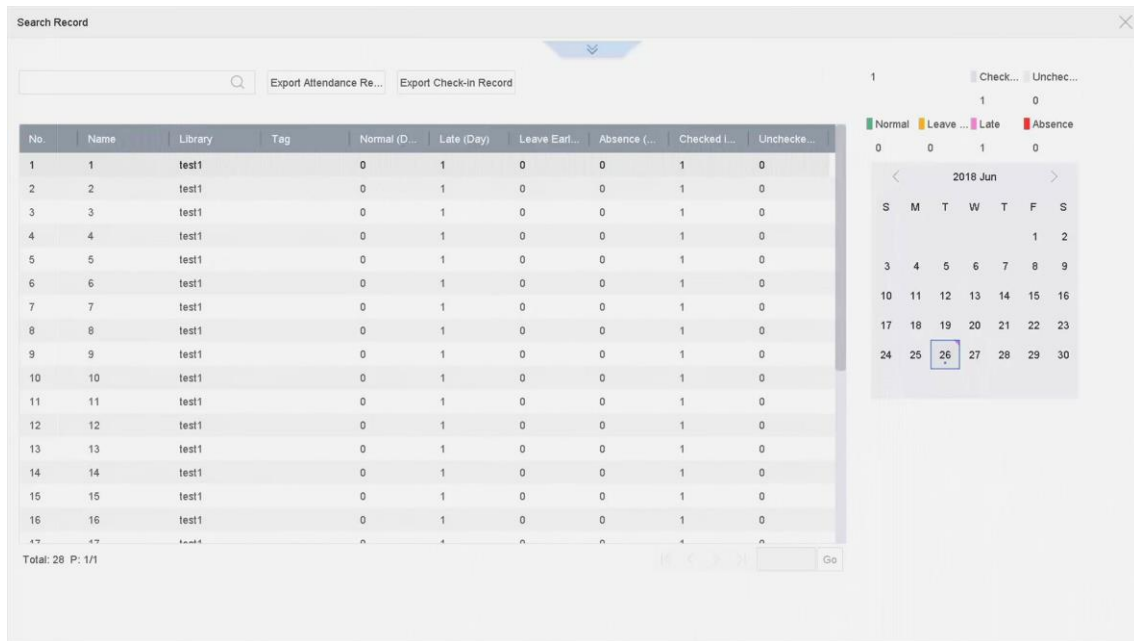 Search Record
Export Attendance Re... Export Check-in Record
No. Name Library Tag Normal (D... Late (Day) Leave Earl... Absence (... Checked i... Unchecke...
1 1 test1 0 1 0 0 1 0
2 2 test1 0 1 0 0 1 0
3 3 test1 0 1 0 0 1 0
4 4 test1 0 1 0 0 1 0
5 5 test1 0 1 0 0 1 0
6 6 test1 0 1 0 0 1 0
7 7 test1 0 1 0 0 1 0
8 8 test1 0 1 0 0 1 0
9 9 test1 0 1 0 0 1 0
10 10 test1 0 1 0 0 1 0
11 11 test1 0 1 0 0 1 0
12 12 test1 0 1 0 0 1 0
13 13 test1 0 1 0 0 1 0
14 14 test1 0 1 0 0 1 0
15 15 test1 0 1 0 0 1 0
16 16 test1 0 1 0 0 1 0
17 17 test1 0 1 0 0 1 0
Total: 28 P: 1/1
Go
1 Check... Unchec...
1 0
Normal Leave ... Late Absence
0 0 1 0
2018 Jun
S M T W T F S
1 2
3 4 5 6 7 8 9
10 11 12 13 14 15 16
17 18 19 20 21 22 23
24 25 26 27 28 29 30